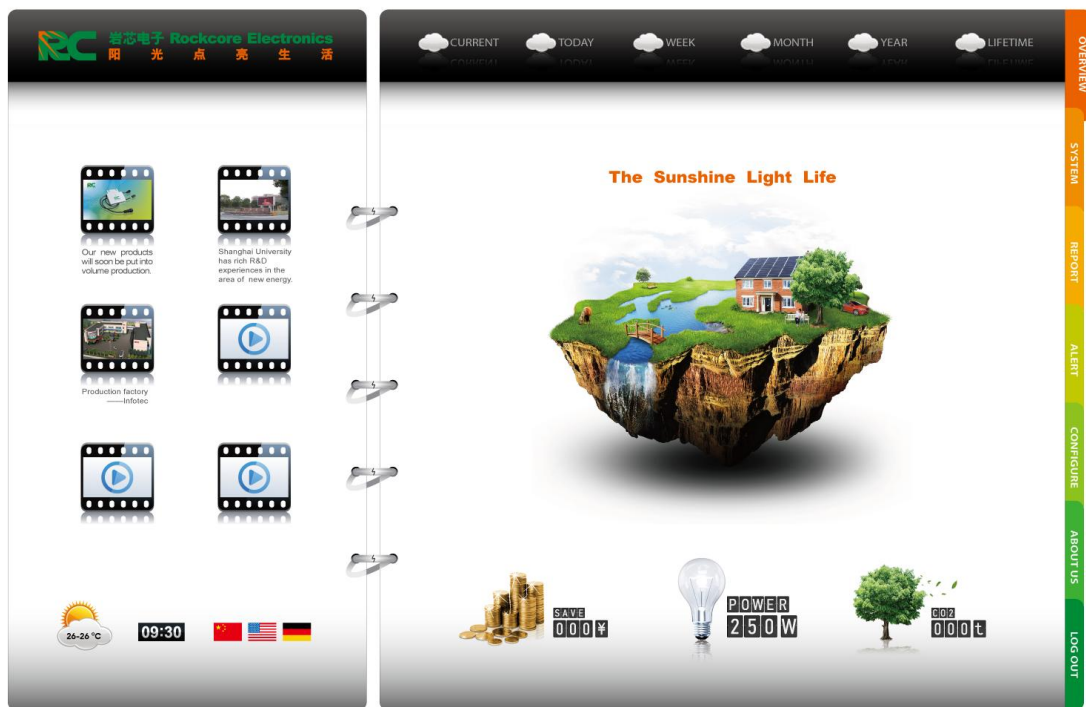 RC 岩芯电子 Rockcore Electronics
阳 光 点 亮 生 活
Our new products
will soon be put into
volume production.
Shanghai University
has rich R&D
experiences in the
area of new energy.
Production factory
——Infotec
26-26 °C
09:30
CURRENT
TODAY
WEEK
MONTH
YEAR
LIFETIME
The Sunshine Light Life
SAVE
000¥
POWER
250W
CO2
000t
OVERVIEW
SYSTEM
REPORT
ALERT
CONFIGURE
ABOUT US
LOG OUT